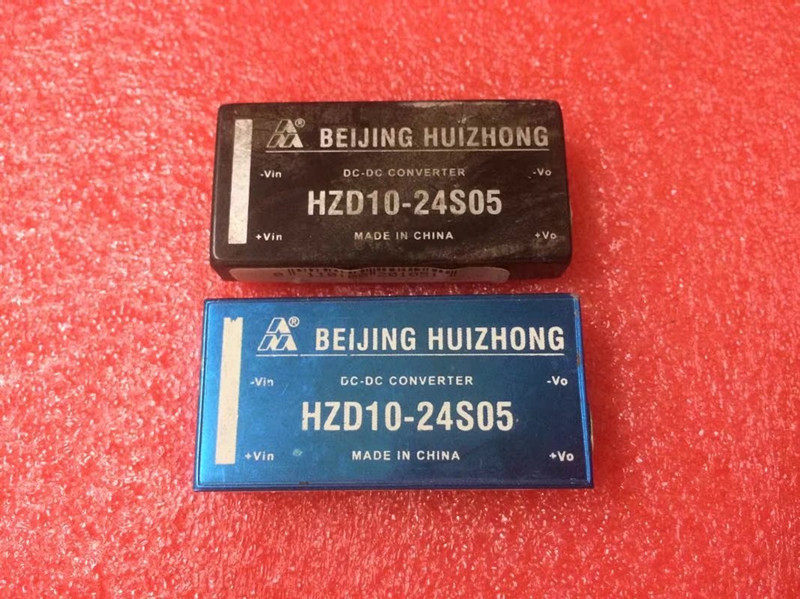 ® BEIJING HUIZHONG
-Vin DC-DC CONVERTER -Vo
HZD10-24S05
+Vin MADE IN CHINA +Vo
® BEIJING HUIZHONG
-Vin DC-DC CONVERTER -Vo
HZD10-24S05
+Vin MADE IN CHINA +Vo